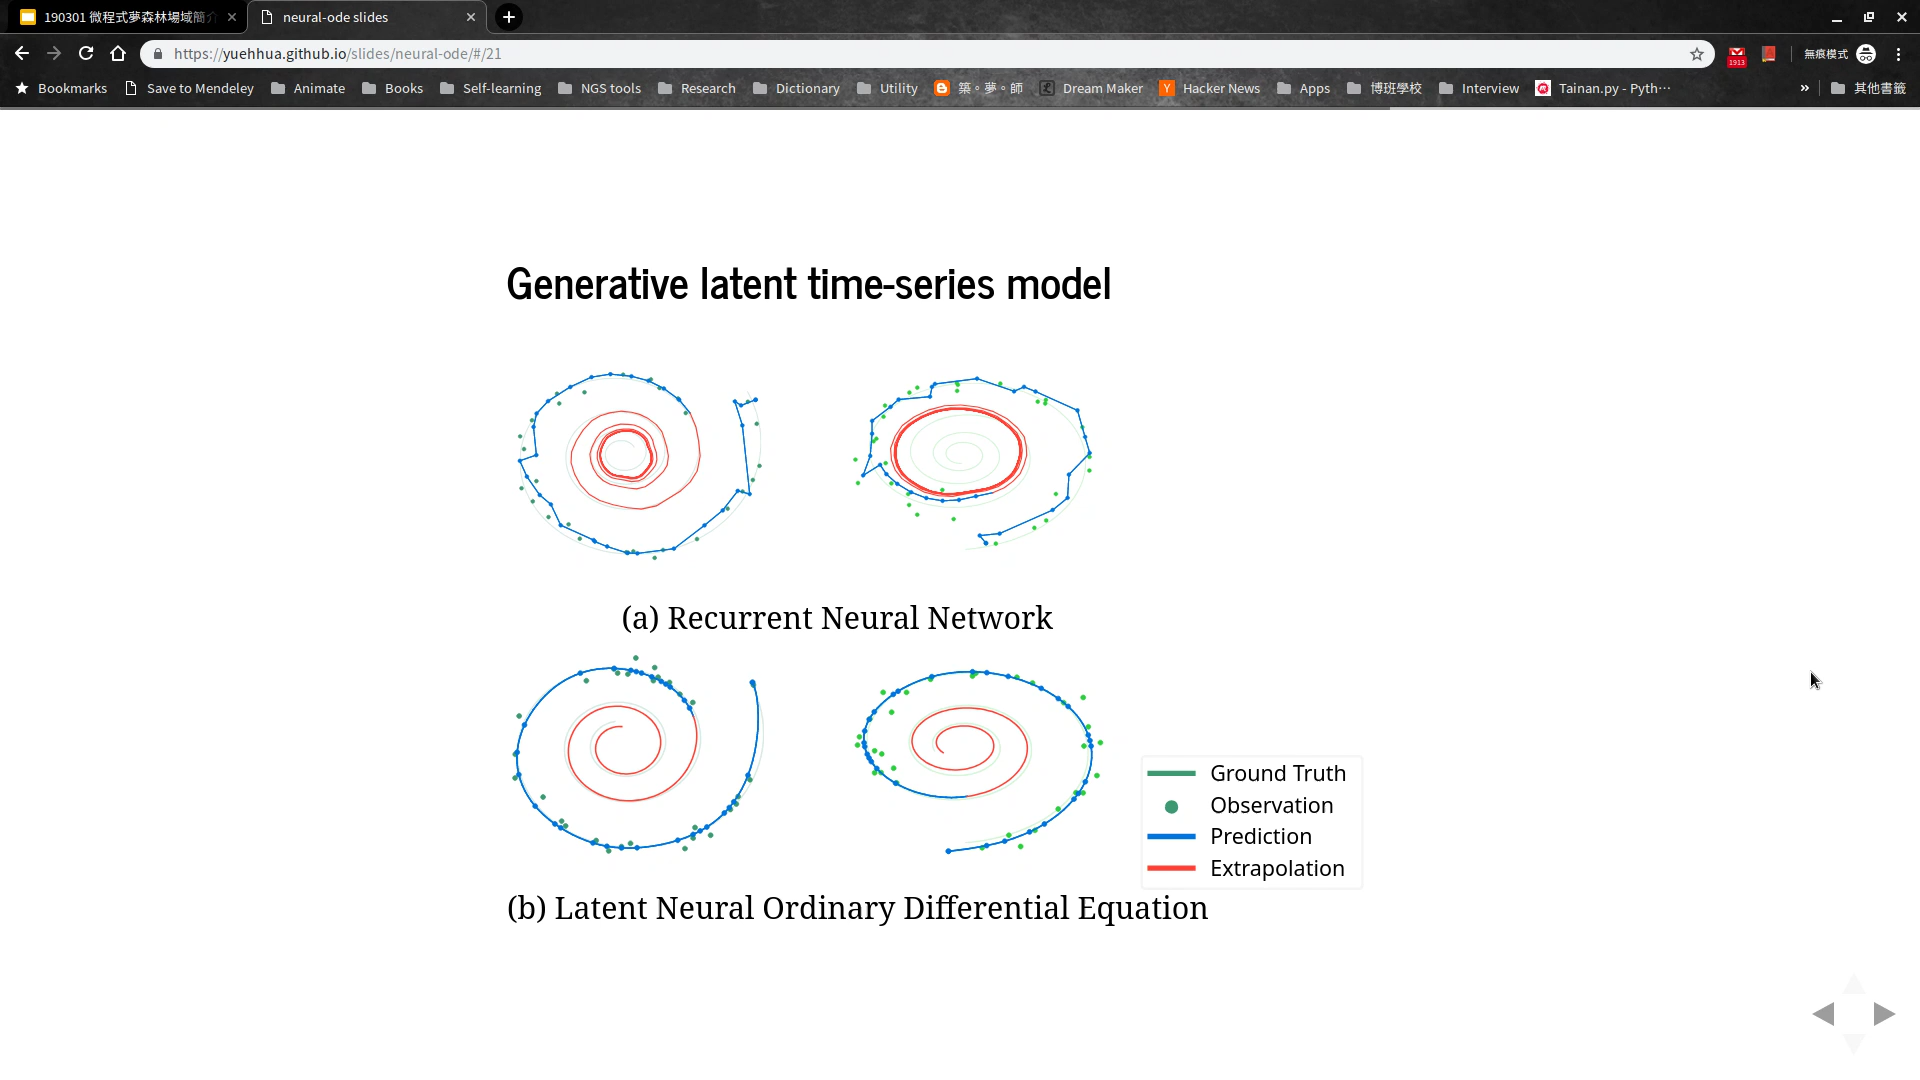 190301 微程式夢森林場域簡介
neural-ode slides
https://yuehhua.github.io/slides/neural-ode/#/21
1913
無痕模式
Bookmarks
Save to Mendeley
Animate
Books
Self-learning
NGS tools
Research
Dictionary
Utility
築。夢。師
Dream Maker
Hacker News
Apps
博班學校
Interview
Tainan.py - Pyth…
»
其他書籤
Generative latent time-series model
(a) Recurrent Neural Network
Ground Truth
Observation
Prediction
Extrapolation
(b) Latent Neural Ordinary Differential Equation